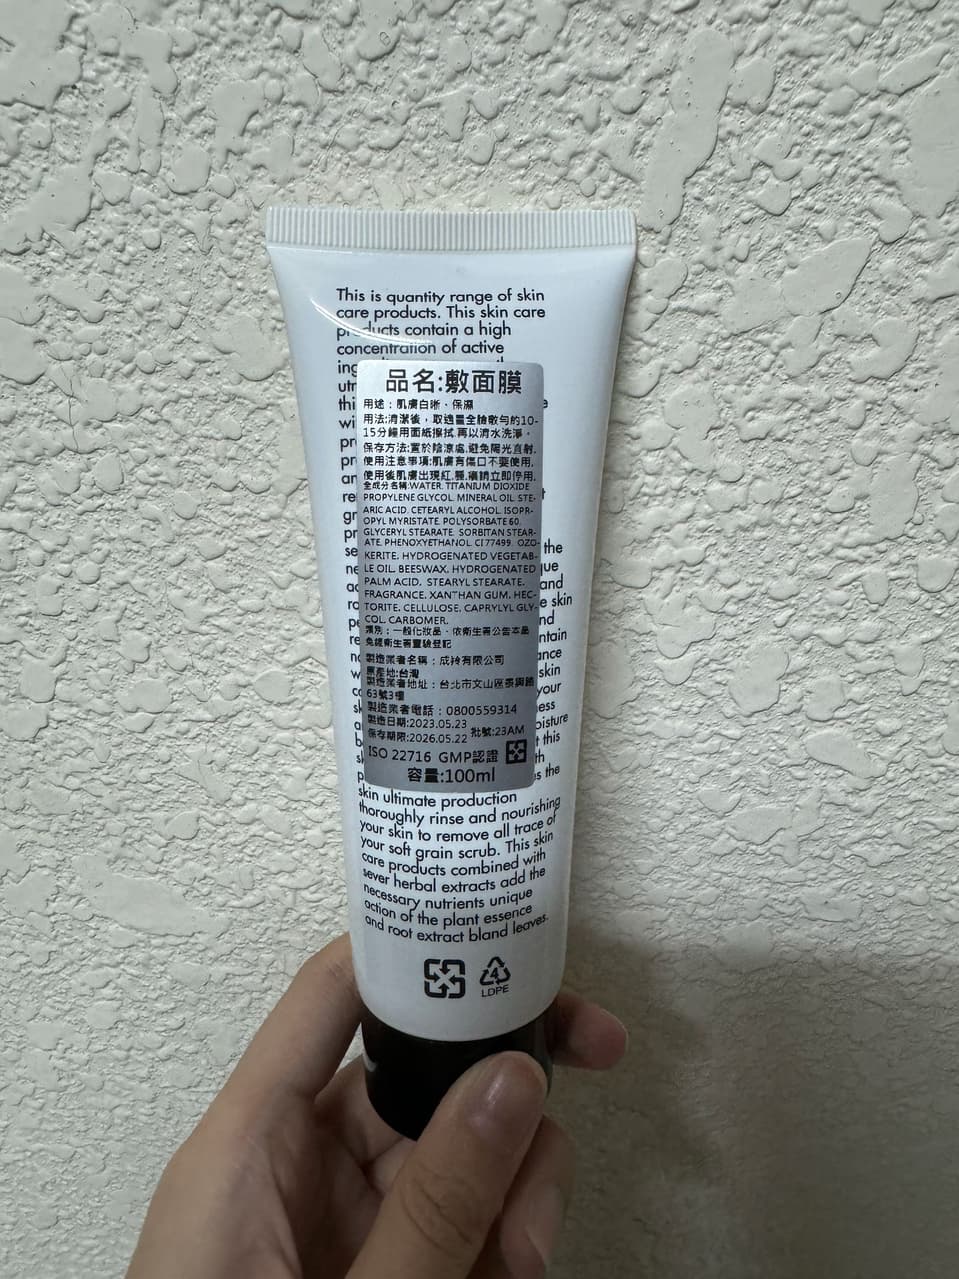 This is quantity range of skin
care products. This skin care
products contain a high
concentration of active
品名:敷面膜
用途：肌膚白晰、保濕
用法:清潔後，取適量全臉敷勻約10-
15分鐘用面紙擦拭,再以清水洗淨。
保存方法:置於陰涼處,避免陽光直射.
使用注意事項:肌膚有傷口不要使用,
使用後肌膚出現紅.腫.癢請立即停用.
全成分名稱:WATER. TITANIUM DIOXIDE
PROPYLENE GLYCOL. MINERAL OIL. STE-
ARIC ACID. CETEARYL ALCOHOL. ISOPR-
OPYL MYRISTATE. POLYSORBATE 60.
GLYCERYL STEARATE. SORBITAN STEAR-
ATE. PHENOXYETHANOL. CI 77499. OZO-
KERITE. HYDROGENATED VEGETAB-
LE OIL. BEESWAX. HYDROGENATED
PALM ACID. STEARYL STEARATE.
FRAGRANCE. XANTHAN GUM. HEC-
TORITE. CELLULOSE. CAPRYLYL GLY-
COL. CARBOMER.
類別：一般化妝品、依衛生署公告本品
免經衛生署查驗登記
製造業者名稱：成 有限公司
原產地:台灣
製造業者地址：台北市文山區景興路
63號3樓
製造業者電話：0800559314
製造日期:2023.05.23
保存期限:2026.05.22 批號:23AM
ISO 22716 GMP認證
容量:100ml
the
and
skin
your
this
the
skin ultimate production
thoroughly rinse and nourishing
your skin to remove all trace of
your soft grain scrub. This skin
care products combined with
sever herbal extracts add the
necessary nutrients unique
action of the plant essence
and root extract bland leaves.
4
LDPE